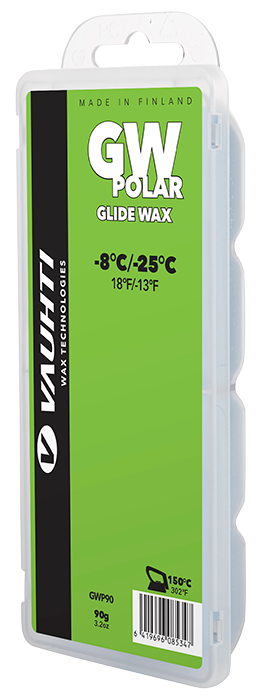 MADE IN FINLAND
GW
POLAR
GLIDE WAX
-8°C/-25°C
18°F/-13°F
VAUHTI
WAX TECHNOLOGIES
GWP90
90g
3.2oz
150°C
302°F
6 419696 085347